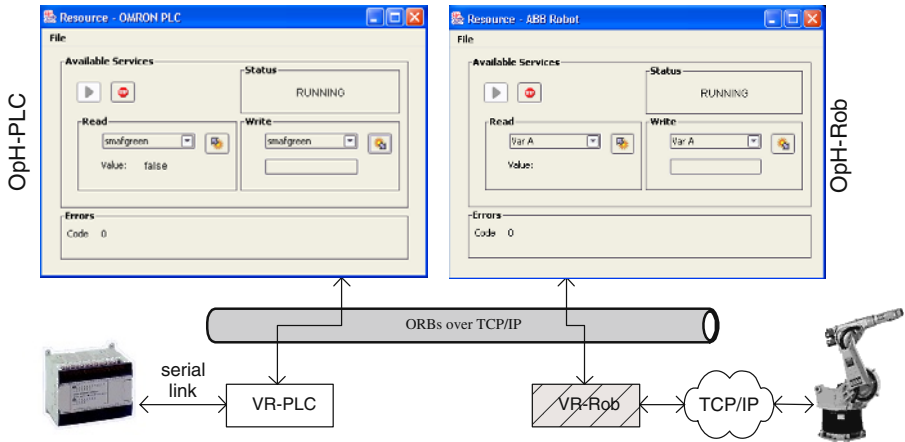 Resource - OMRON PLC
File
Available Services
Status
RUNNING
Read
smafgreen
Value: false
Write
smafgreen
Errors
Code 0
OpH-PLC
Resource - ABB Robot
File
Available Services
Status
RUNNING
Read
Var A
Value:
Write
Var A
Errors
Code 0
OpH-Rob
ORBs over TCP/IP
serial
link
VR-PLC
VR-Rob
TCP/IP